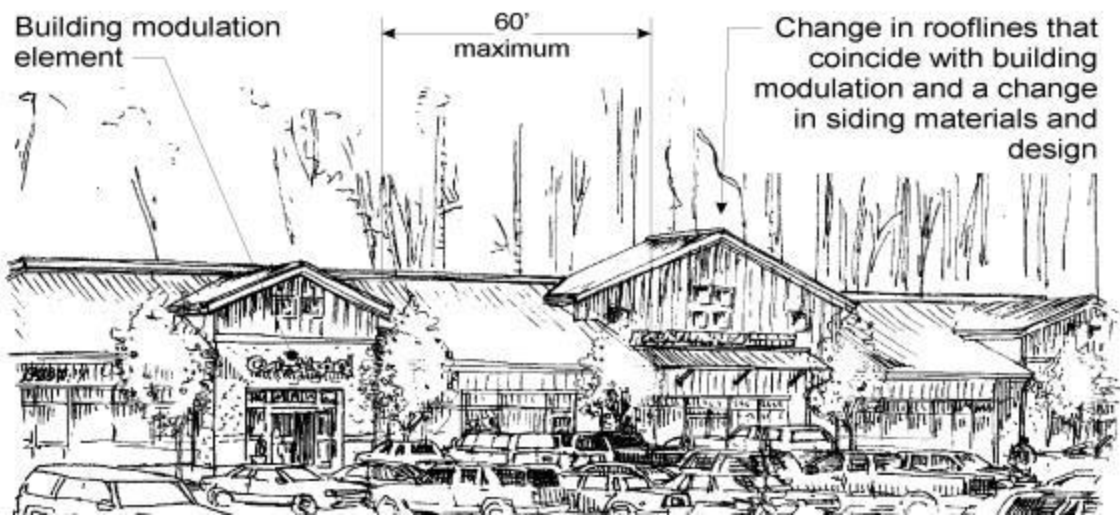 Building modulation
element
60'
maximum
Change in rooflines that
coincide with building
modulation and a change
in siding materials and
design